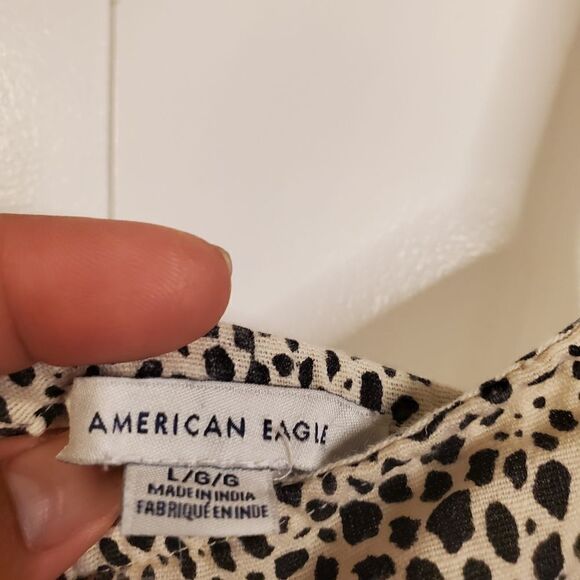 AMERICAN EAGLE
L/G/G
MADE IN INDIA
FABRIQUÉ EN INDE